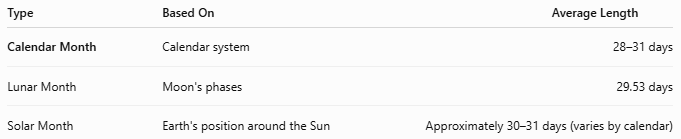 Type Based On Average Length
Calendar Month Calendar system 28–31 days
Lunar Month Moon's phases 29.53 days
Solar Month Earth's position around the Sun Approximately 30–31 days (varies by calendar)